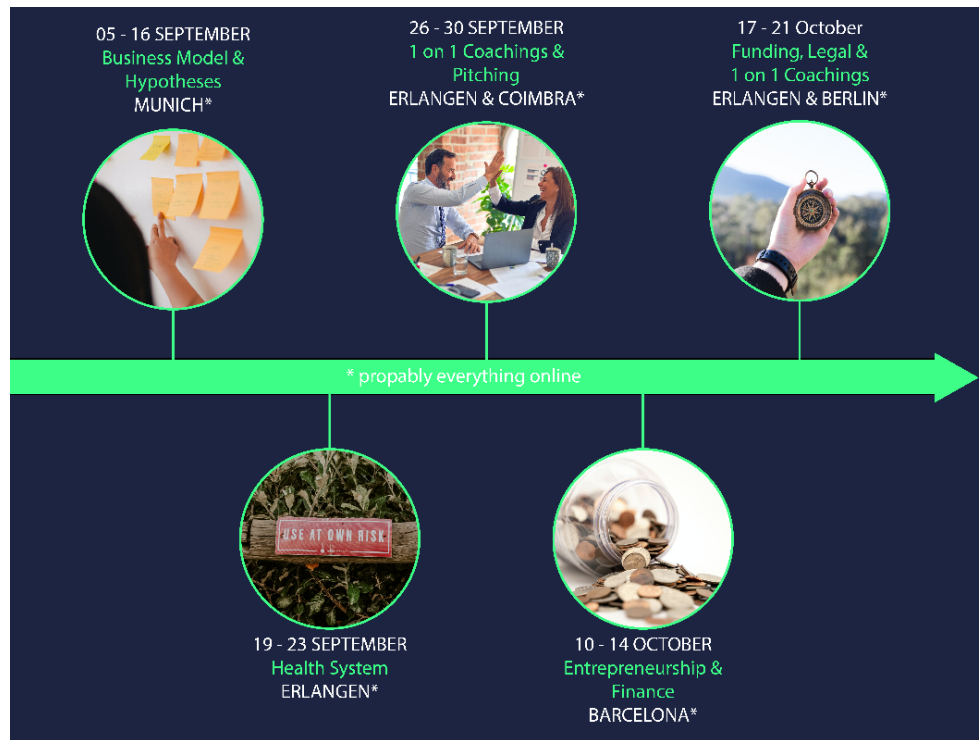 05 - 16 SEPTEMBER
Business Model &
Hypotheses
MUNICH*
26 - 30 SEPTEMBER
1 on 1 Coachings &
Pitching
ERLANGEN & COIMBRA*
17 - 21 October
Funding, Legal &
1 on 1 Coachings
ERLANGEN & BERLIN*
* propably everything online
USE AT OWN RISK
19 - 23 SEPTEMBER
Health System
ERLANGEN*
10 - 14 OCTOBER
Entrepreneurship &
Finance
BARCELONA*